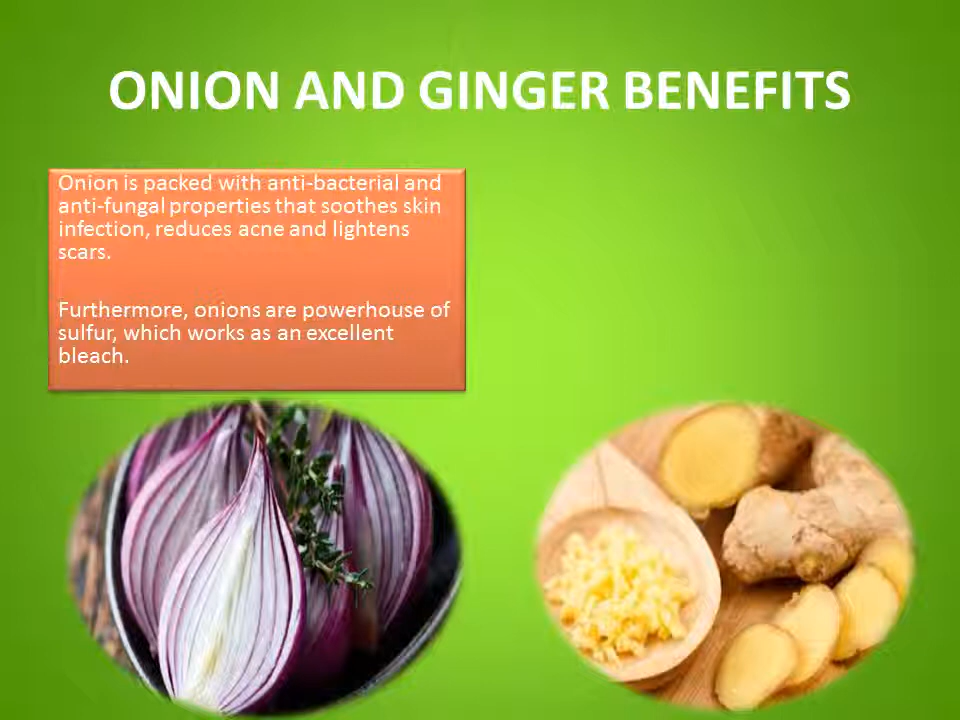 ONION AND GINGER BENEFITS
Onion is packed with anti-bacterial and
anti-fungal properties that soothes skin
infection, reduces acne and lightens
scars.
Furthermore, onions are powerhouse of
sulfur, which works as an excellent
bleach.